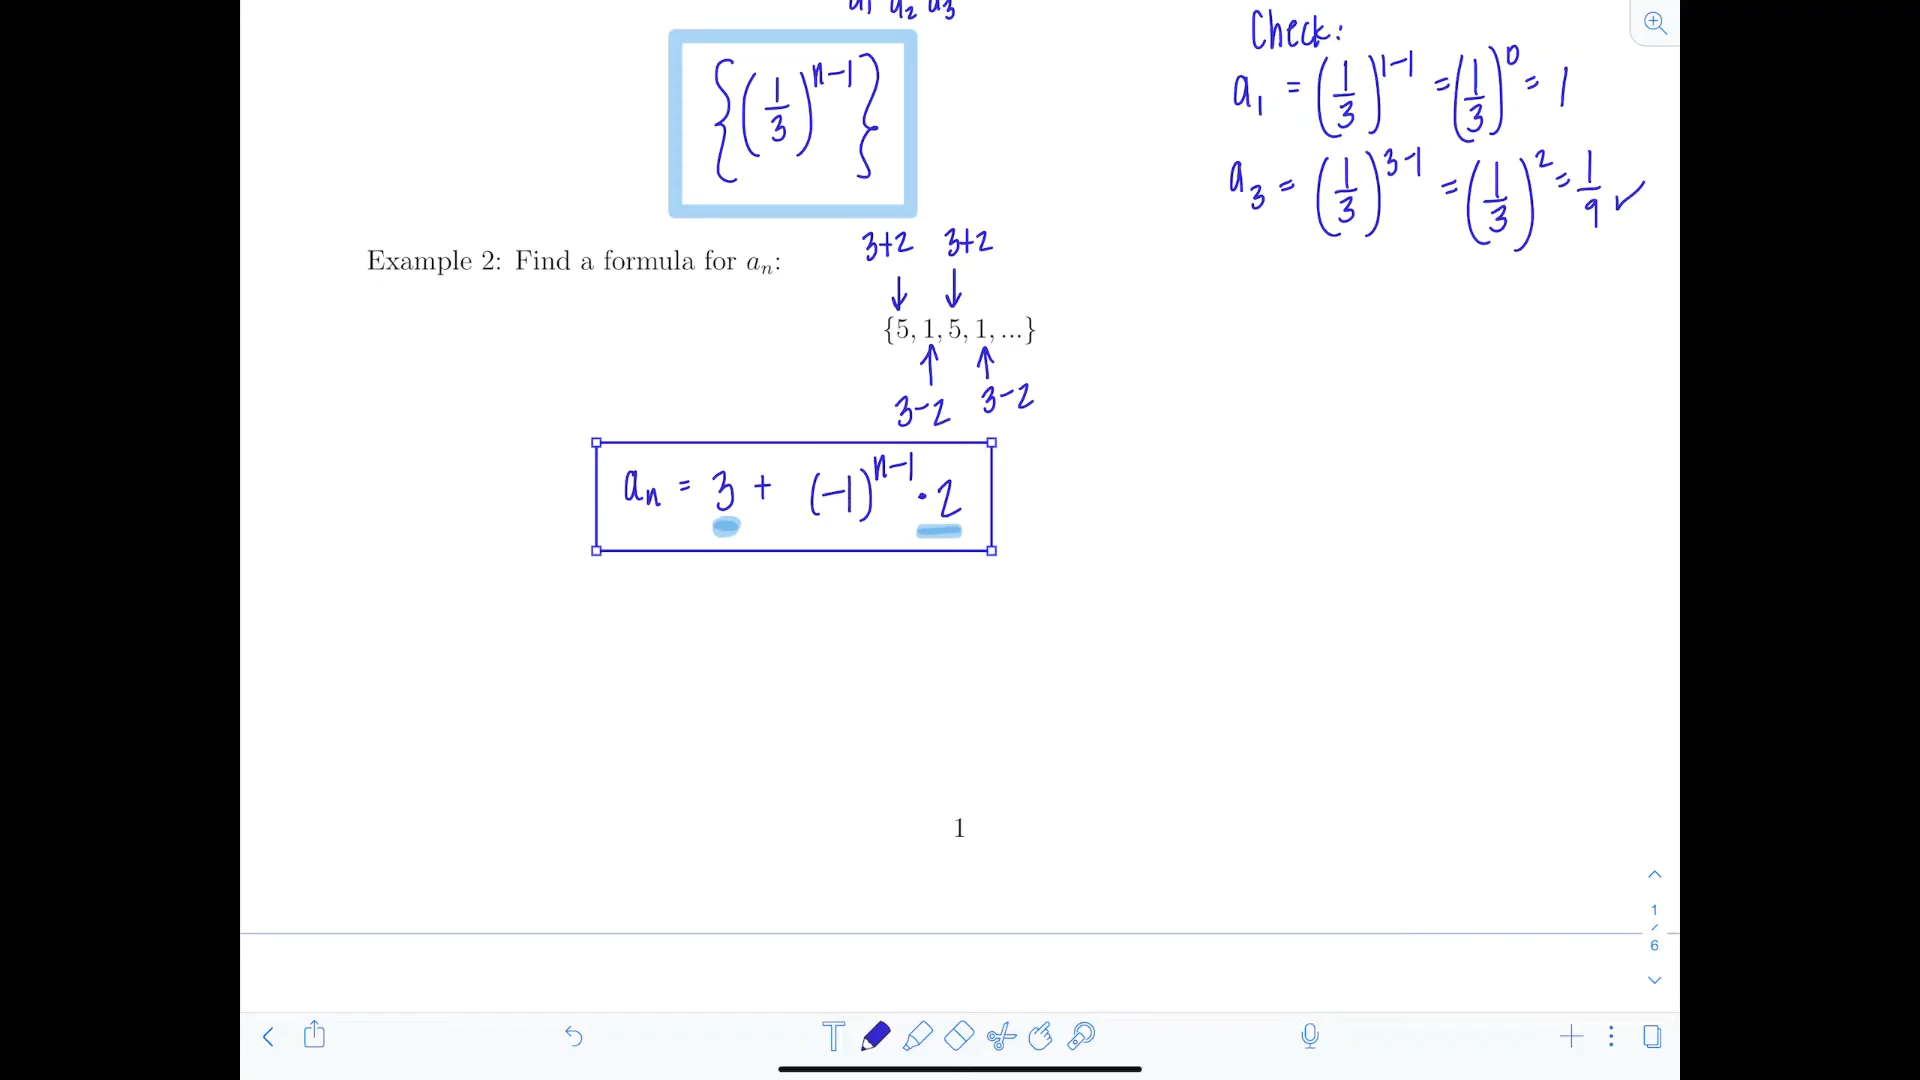 a₁ a₂ a₃
{(1/3)^(n-1)}
Check:
a₁ = (1/3)^(1-1) = (1/3)^0 = 1
a₃ = (1/3)^(3-1) = (1/3)^2 = 1/9 ✓
Example 2: Find a formula for aₙ:
3+2 3+2
{5, 1, 5, 1, ...}
3-2 3-2
aₙ = 3 + (-1)^(n-1) · 2
1
1
/
6
T